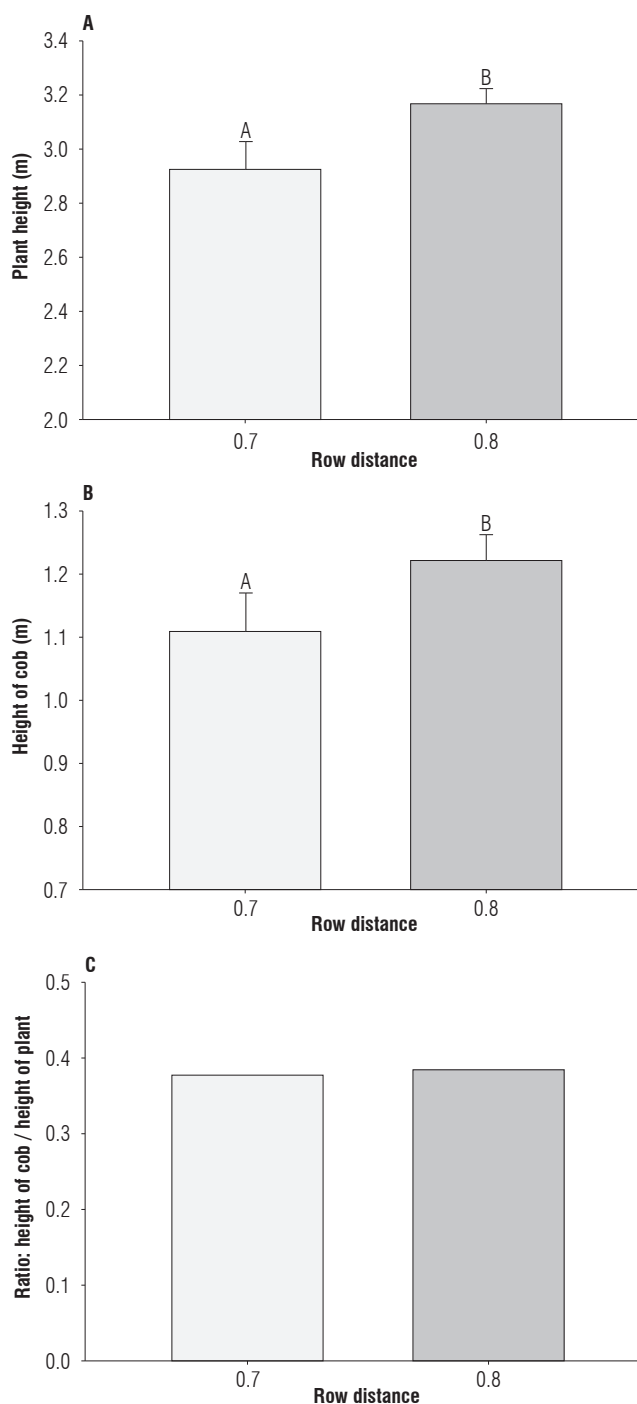 A
Plant height (m)
3.4
3.2
3.0
2.8
2.6
2.4
2.2
2.0
A
B
0.7
0.8
Row distance
B
Height of cob (m)
1.3
1.2
1.1
1.0
0.9
0.8
0.7
A
B
0.7
0.8
Row distance
C
Ratio: height of cob / height of plant
0.5
0.4
0.3
0.2
0.1
0.0
0.7
0.8
Row distance